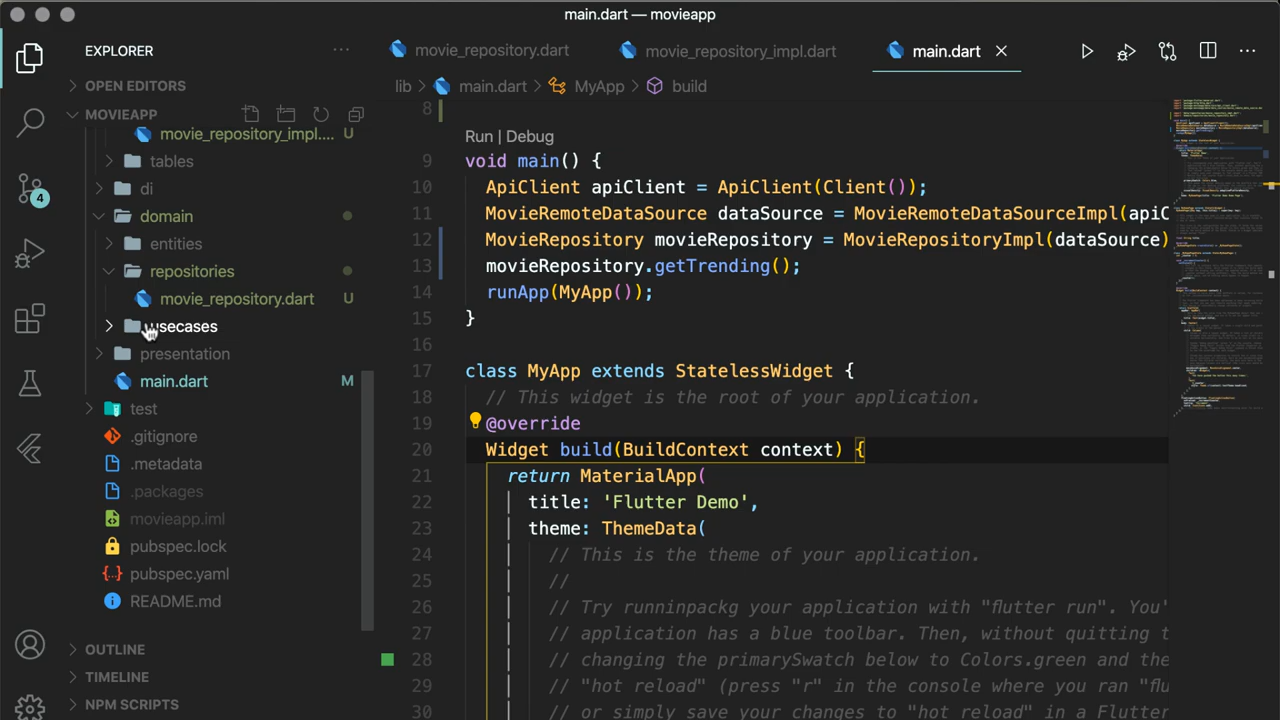 main.dart — movieapp
EXPLORER
movie_repository.dart
movie_repository_impl.dart
main.dart
OPEN EDITORS
lib > main.dart > MyApp > build
MOVIEAPP
movie_repository_impl.... U
tables
di
domain
entities
repositories
movie_repository.dart U
usecases
presentation
main.dart M
test
.gitignore
.metadata
.packages
movieapp.iml
pubspec.lock
pubspec.yaml
README.md
OUTLINE
TIMELINE
NPM SCRIPTS
4
8
Run | Debug
9 void main() {
10 ApiClient apiClient = ApiClient(Client());
11 MovieRemoteDataSource dataSource = MovieRemoteDataSourceImpl(apiC
12 MovieRepository movieRepository = MovieRepositoryImpl(dataSource)
13 movieRepository.getTrending();
14 runApp(MyApp());
15 }
16
17 class MyApp extends StatelessWidget {
18 // This widget is the root of your application.
19 @override
20 Widget build(BuildContext context) {
21 return MaterialApp(
22 title: 'Flutter Demo',
23 theme: ThemeData(
24 // This is the theme of your application.
25 //
26 // Try runninpackg your application with "flutter run". You'
27 // application has a blue toolbar. Then, without quitting t
28 // changing the primarySwatch below to Colors.green and the
29 // "hot reload" (press "r" in the console where you ran "flu
30 // or simply save your changes to "hot reload" in a Flutter